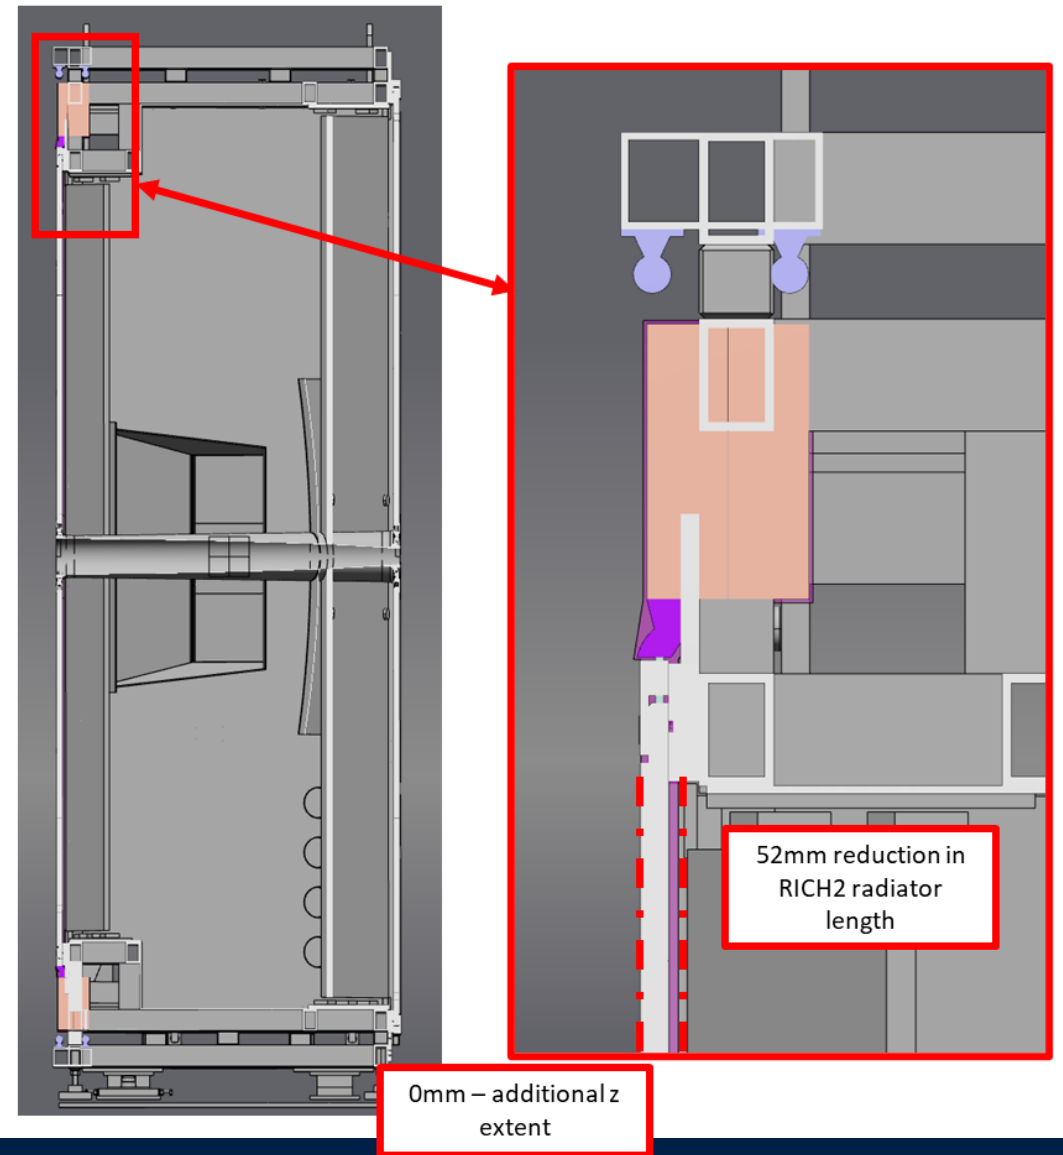 52mm reduction in
RICH2 radiator
length
0mm – additional z
extent